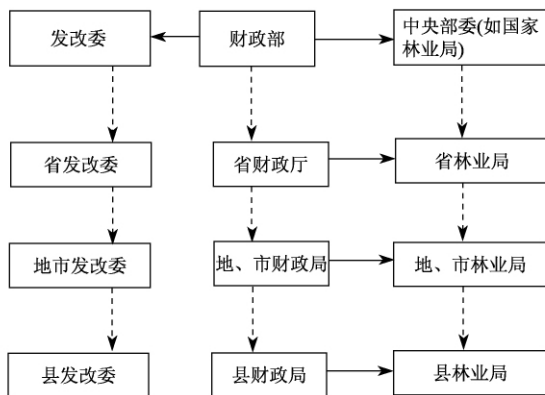 发改委
财政部
中央部委(如国家
林业局)
省发改委
省财政厅
省林业局
地市发改委
地、市财政局
地、市林业局
县发改委
县财政局
县林业局